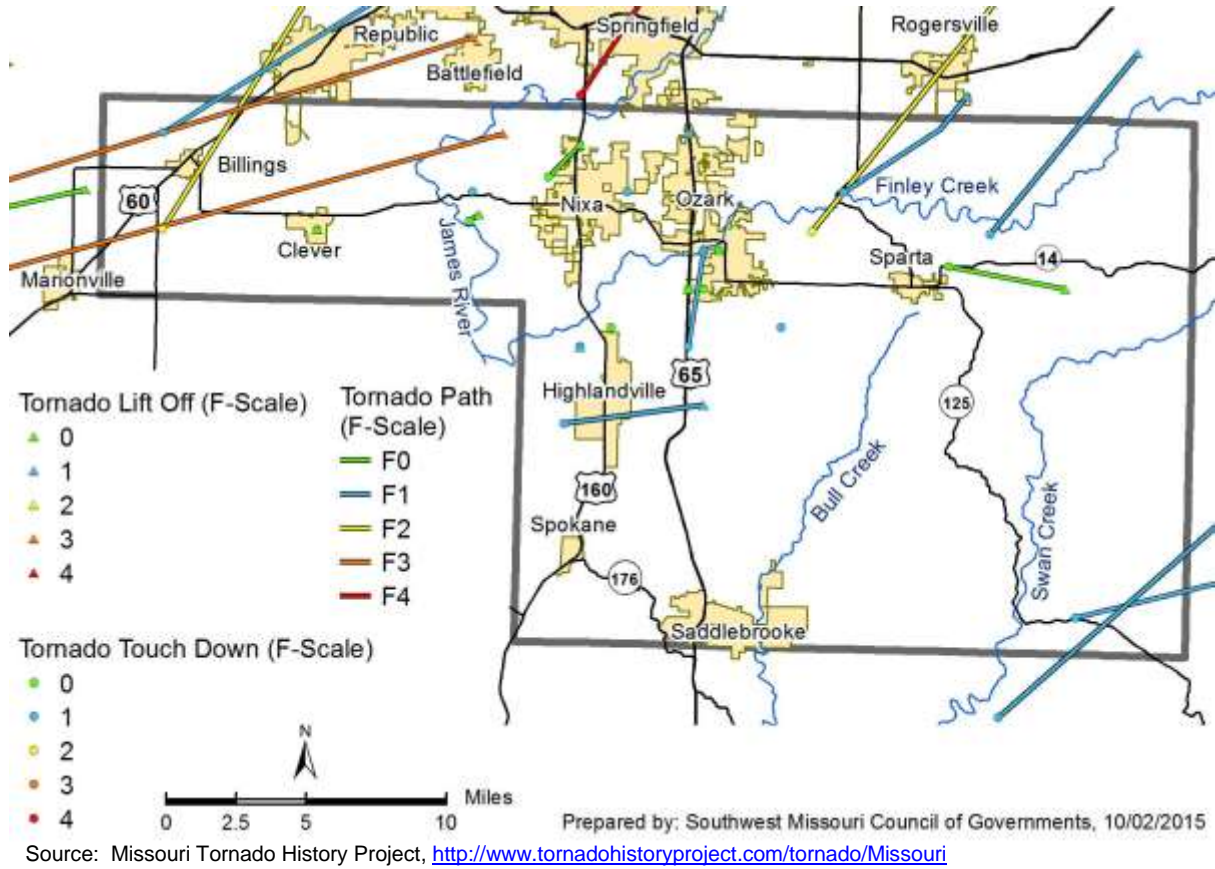 Springfield
Rogersville
Republic
Battlefield
Billings
Finley Creek
60
Nixa
Ozark
James River
Clever
Sparta
14
Marionville
Tornado Lift Off (F-Scale)
0
1
2
3
4
Tornado Path
(F-Scale)
F0
F1
F2
F3
F4
Highlandville
65
125
Bull Creek
Swan Creek
160
Spokane
176
Saddlebrooke
Tornado Touch Down (F-Scale)
0
1
2
3
4
N
0 2.5 5 10 Miles
Prepared by: Southwest Missouri Council of Governments, 10/02/2015
Source: Missouri Tornado History Project, http://www.tornadohistoryproject.com/tornado/Missouri